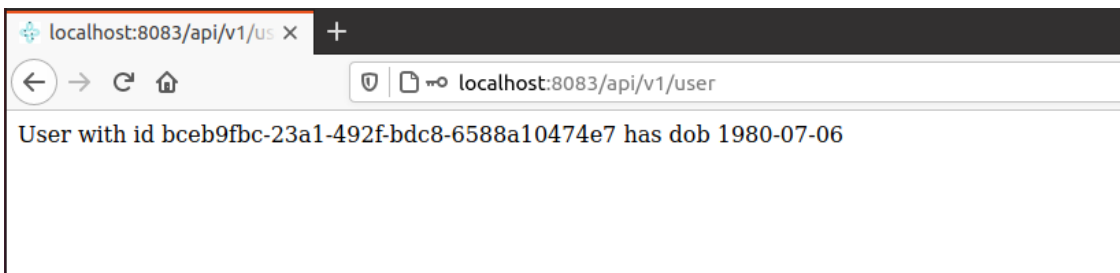 localhost:8083/api/v1/us
localhost:8083/api/v1/user
User with id bceb9fbc-23a1-492f-bdc8-6588a10474e7 has dob 1980-07-06